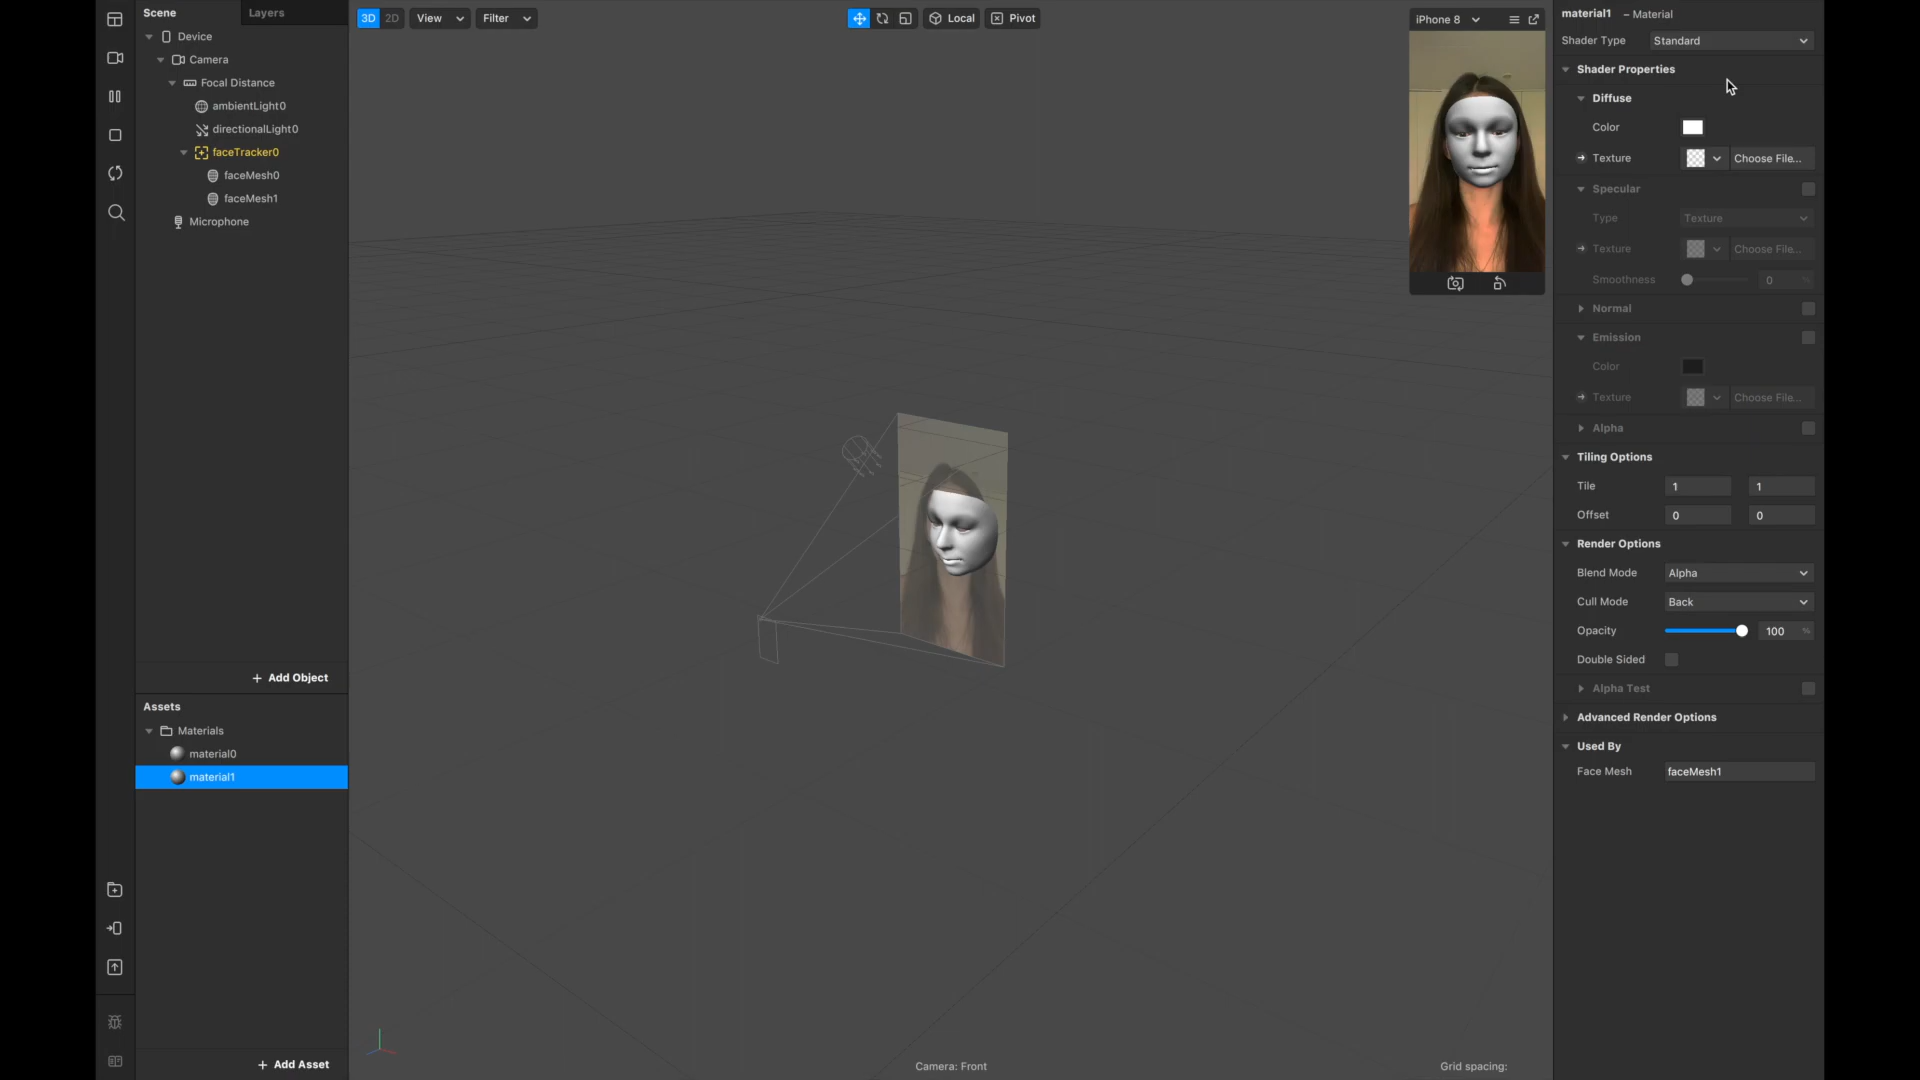 Scene
Layers
Device
Camera
Focal Distance
ambientLight0
directionalLight0
faceTracker0
faceMesh0
faceMesh1
Microphone
+ Add Object
Assets
Materials
material0
material1
+ Add Asset
3D 2D View Filter
Local Pivot
Camera: Front
Grid spacing:
iPhone 8
material1 – Material
Shader Type Standard
Shader Properties
Diffuse
Color
Texture Choose File...
Specular
Type Texture
Texture Choose File...
Smoothness 0 %
Normal
Emission
Color
Texture Choose File...
Alpha
Tiling Options
Tile 1 1
Offset 0 0
Render Options
Blend Mode Alpha
Cull Mode Back
Opacity 100 %
Double Sided
Alpha Test
Advanced Render Options
Used By
Face Mesh faceMesh1